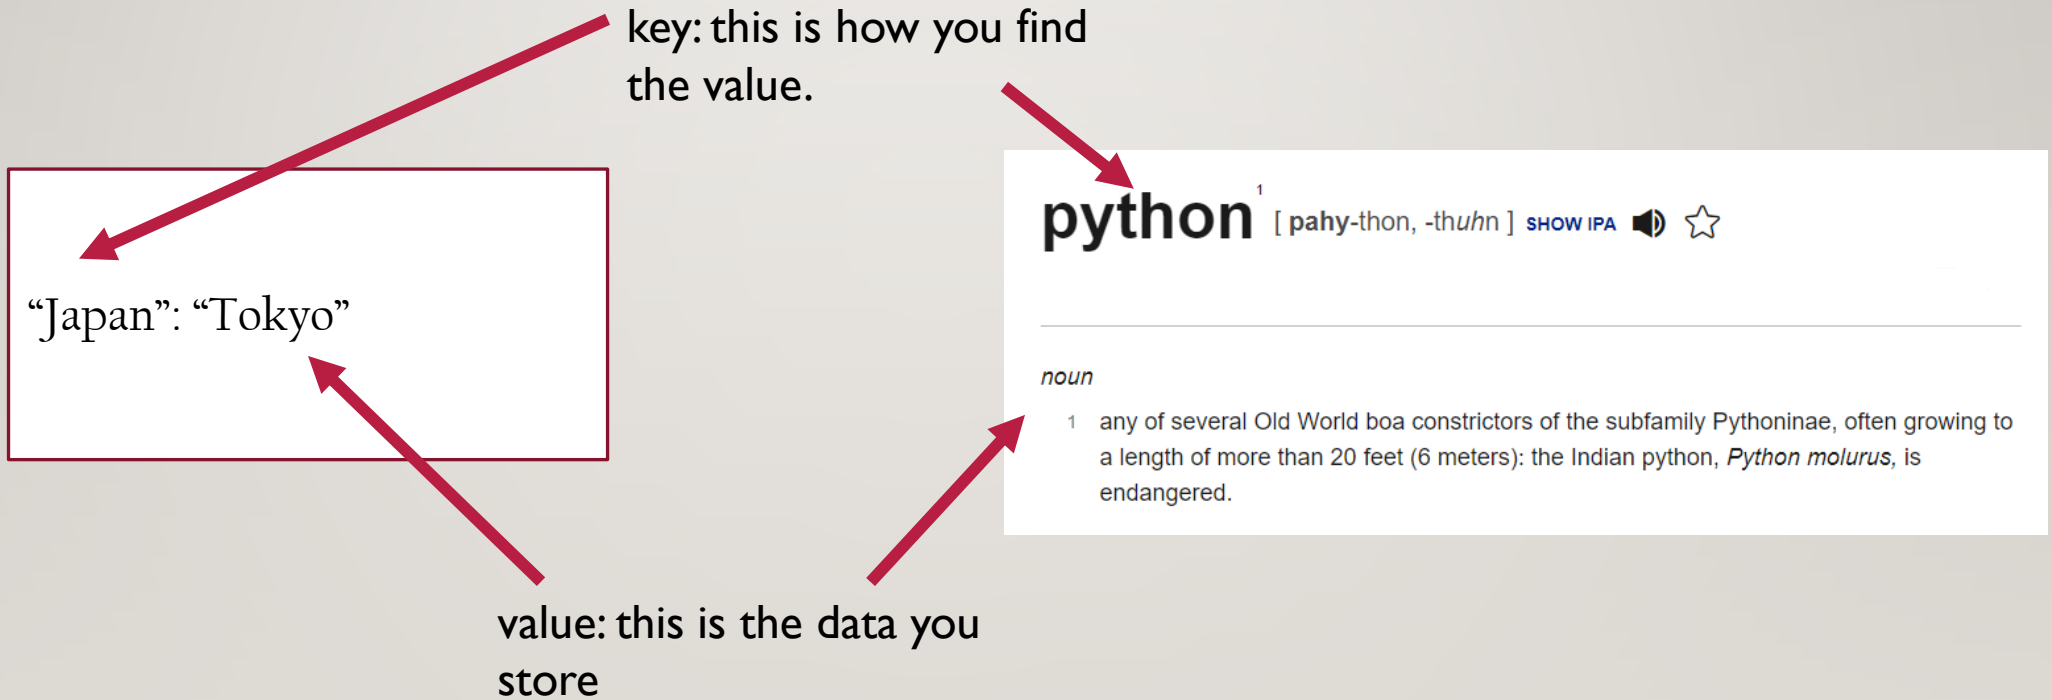 key: this is how you find
the value.
“Japan”: “Tokyo”
python1 [ pahy-thon, -thuhn ] SHOW IPA
noun
1 any of several Old World boa constrictors of the subfamily Pythoninae, often growing to
a length of more than 20 feet (6 meters): the Indian python, Python molurus, is
endangered.
value: this is the data you
store